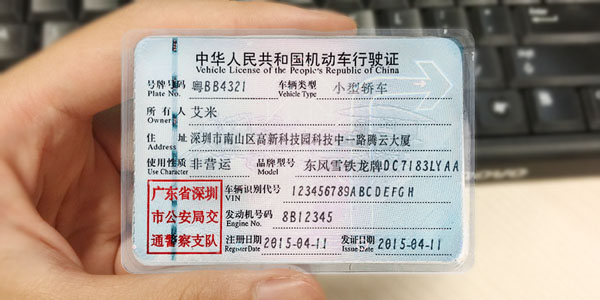 中华人民共和国机动车行驶证
Vehicle License of the People's Republic of China
号牌号码 粤BB4321 车辆类型 小型轿车
Plate No. Vehicle Type
所有人 艾米
Owner
住址 深圳市南山区高新科技园科技中一路腾云大厦
Address
使用性质 非营运 品牌型号 东风雪铁龙牌DC7183LYAA
Use Character Model
广东省深圳
市公安局交
通警察支队
车辆识别代号 123456789ABCDEFGH
VIN
发动机号码 8B12345
Engine No.
注册日期 2015-04-11 发证日期 2015-04-11
Register Date Issue Date